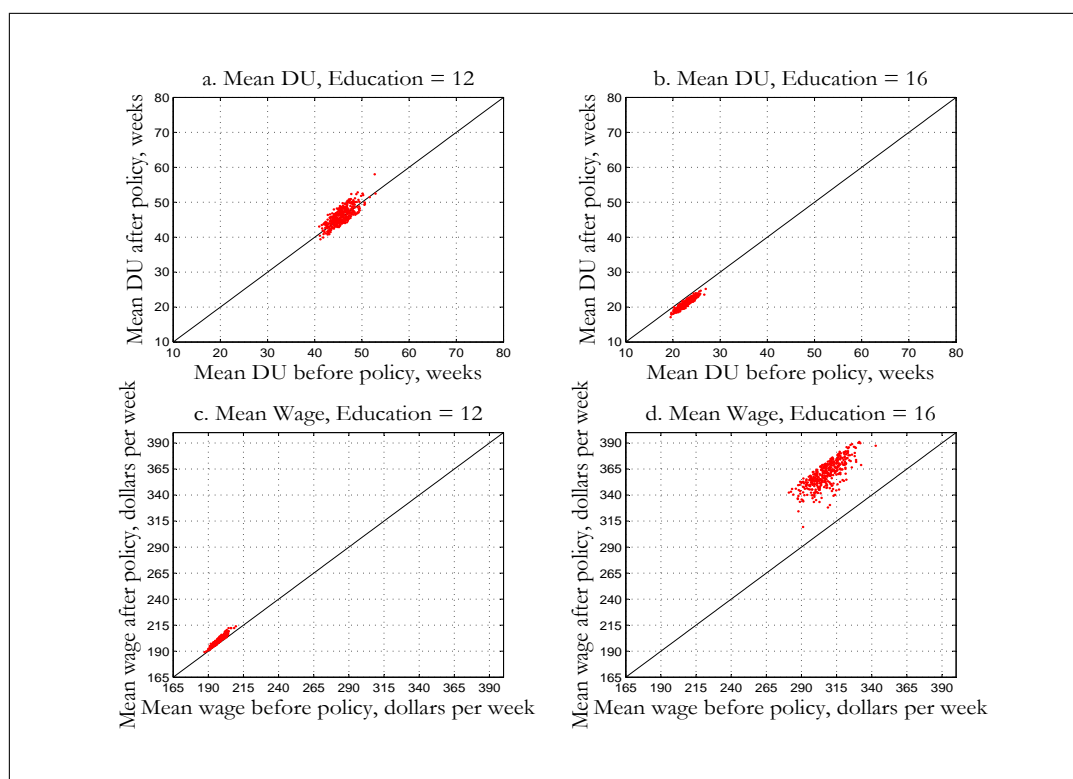 a. Mean DU, Education = 12
Mean DU after policy, weeks
80
70
60
50
40
30
20
10
10 20 30 40 50 60 70 80
Mean DU before policy, weeks
b. Mean DU, Education = 16
Mean DU after policy, weeks
80
70
60
50
40
30
20
10
10 20 30 40 50 60 70 80
Mean DU before policy, weeks
c. Mean Wage, Education = 12
Mean wage after policy, dollars per week
390
365
340
315
290
265
240
215
190
165
165 190 215 240 265 290 315 340 365 390
Mean wage before policy, dollars per week
d. Mean Wage, Education = 16
Mean wage after policy, dollars per week
390
365
340
315
290
265
240
215
190
165
165 190 215 240 265 290 315 340 365 390
Mean wage before policy, dollars per week